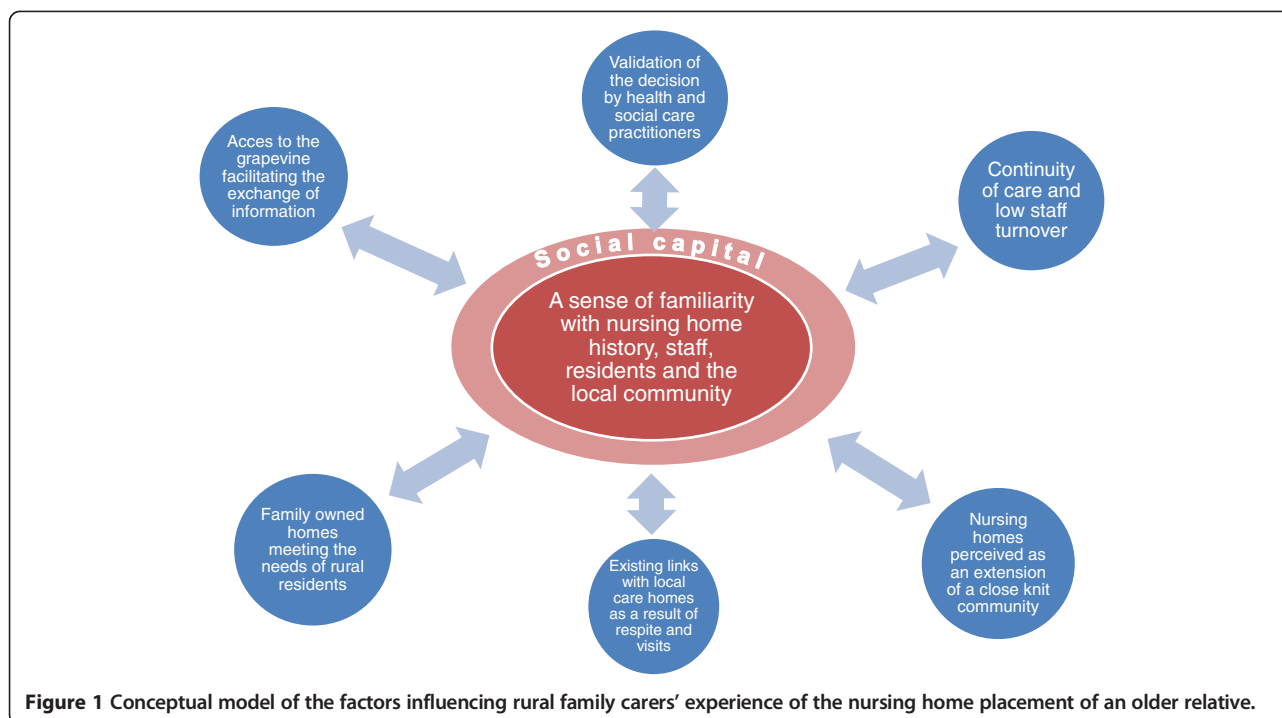 Validation of
the decision
by health and
social care
practitioners
Acces to the
grapevine
facilitating the
exchange of
information
Continuity
of care and
low staff
turnover
Social capital
A sense of familiarity
with nursing home
history, staff,
residents and the
local community
Family owned
homes
meeting the
needs of rural
residents
Existing links
with local
care homes
as a result of
respite and
visits
Nursing
homes
perceived as
an extension
of a close knit
community
Figure 1 Conceptual model of the factors influencing rural family carers’ experience of the nursing home placement of an older relative.